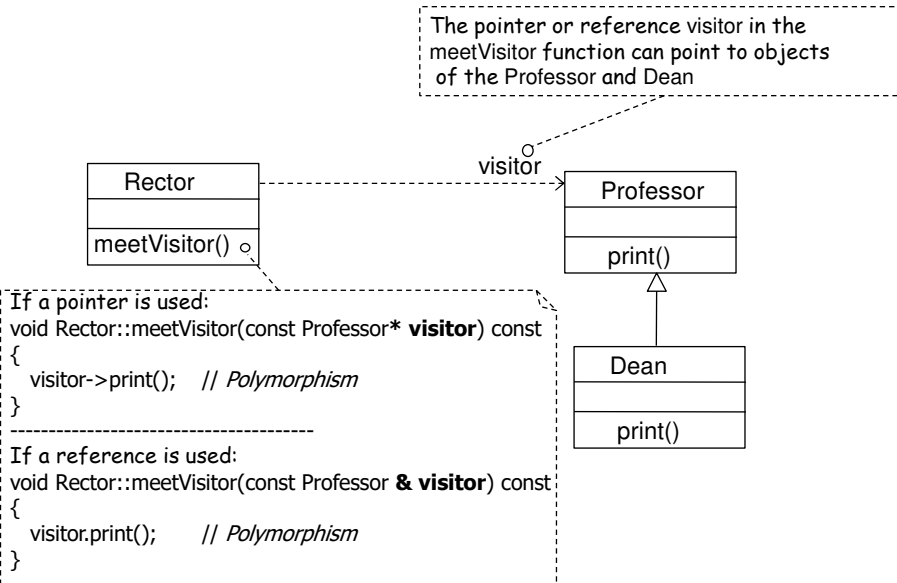 The pointer or reference visitor in the
meetVisitor function can point to objects
of the Professor and Dean
visitor
Rector
meetVisitor()
Professor
print()
Dean
print()
If a pointer is used:
void Rector::meetVisitor(const Professor* visitor) const
{
visitor->print(); // Polymorphism
}
---------------------------------------
If a reference is used:
void Rector::meetVisitor(const Professor & visitor) const
{
visitor.print(); // Polymorphism
}